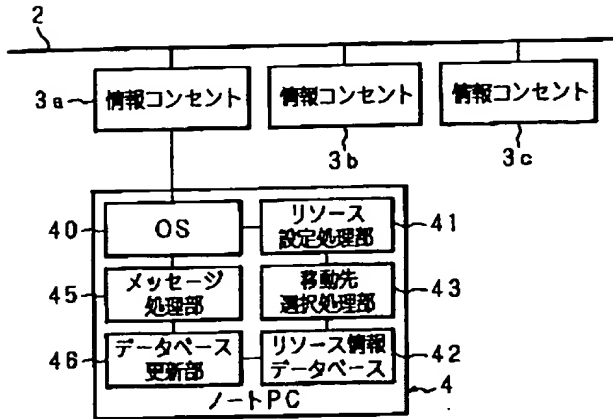 2
3a
情報コンセント
情報コンセント
情報コンセント
3b
3c
40
OS
リソース
設定処理部
41
45
メッセージ
処理部
移動先
選択処理部
43
46
データベース
更新部
リソース情報
データベース
42
ノートPC
4